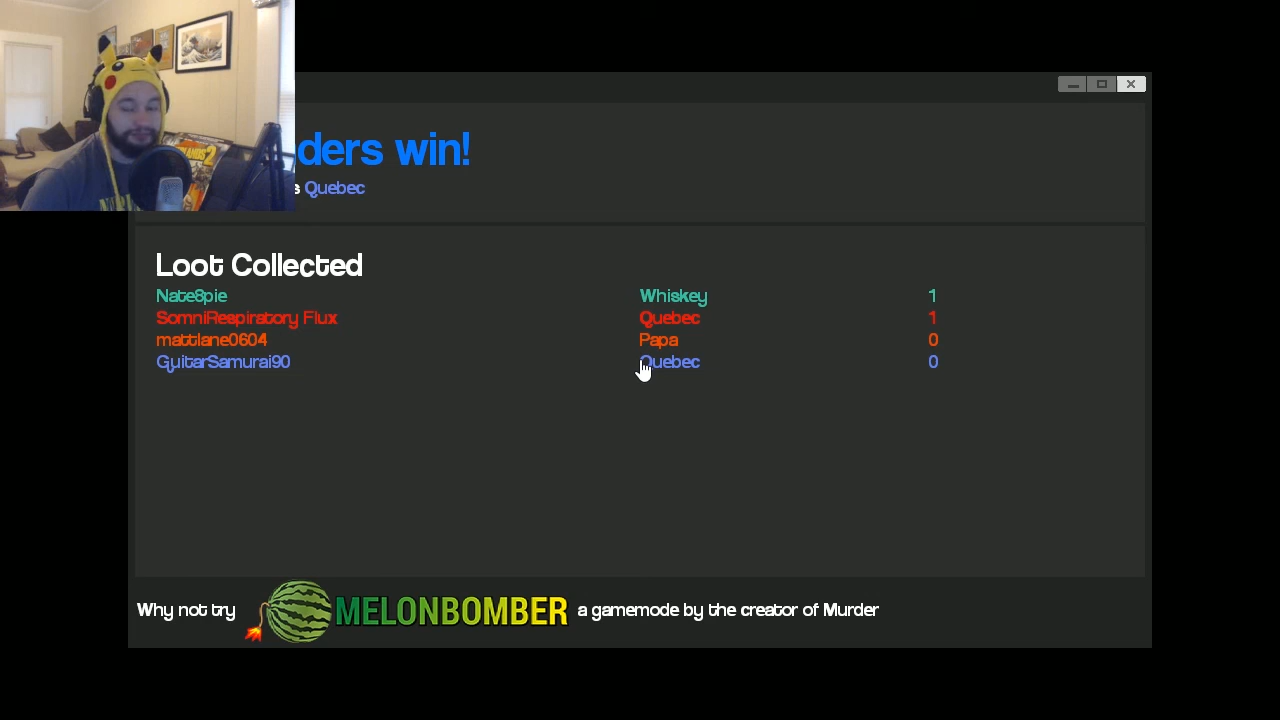 ders win!
s Quebec
Loot Collected
Nate8pie Whiskey 1
SomniRespiratory Flux Quebec 1
mattlane0604 Papa 0
GuitarSamurai90 Quebec 0
Why not try MELONBOMBER a gamemode by the creator of Murder